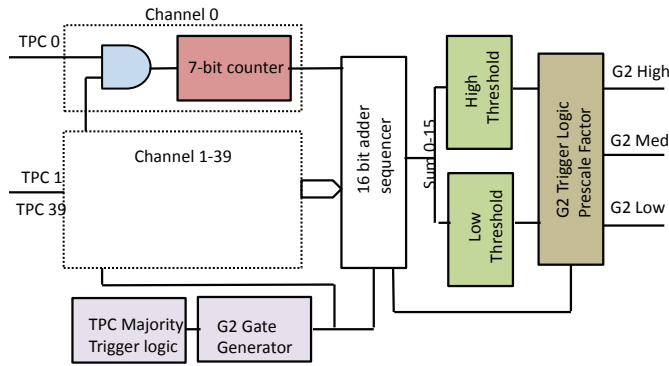 Channel 0
TPC 0
7-bit counter
Channel 1-39
TPC 1
TPC 39
16 bit adder
sequencer
Sum 0-15
High
Threshold
Low
Threshold
G2 Trigger Logic
Prescale Factor
G2 High
G2 Med
G2 Low
TPC Majority
Trigger logic
G2 Gate
Generator